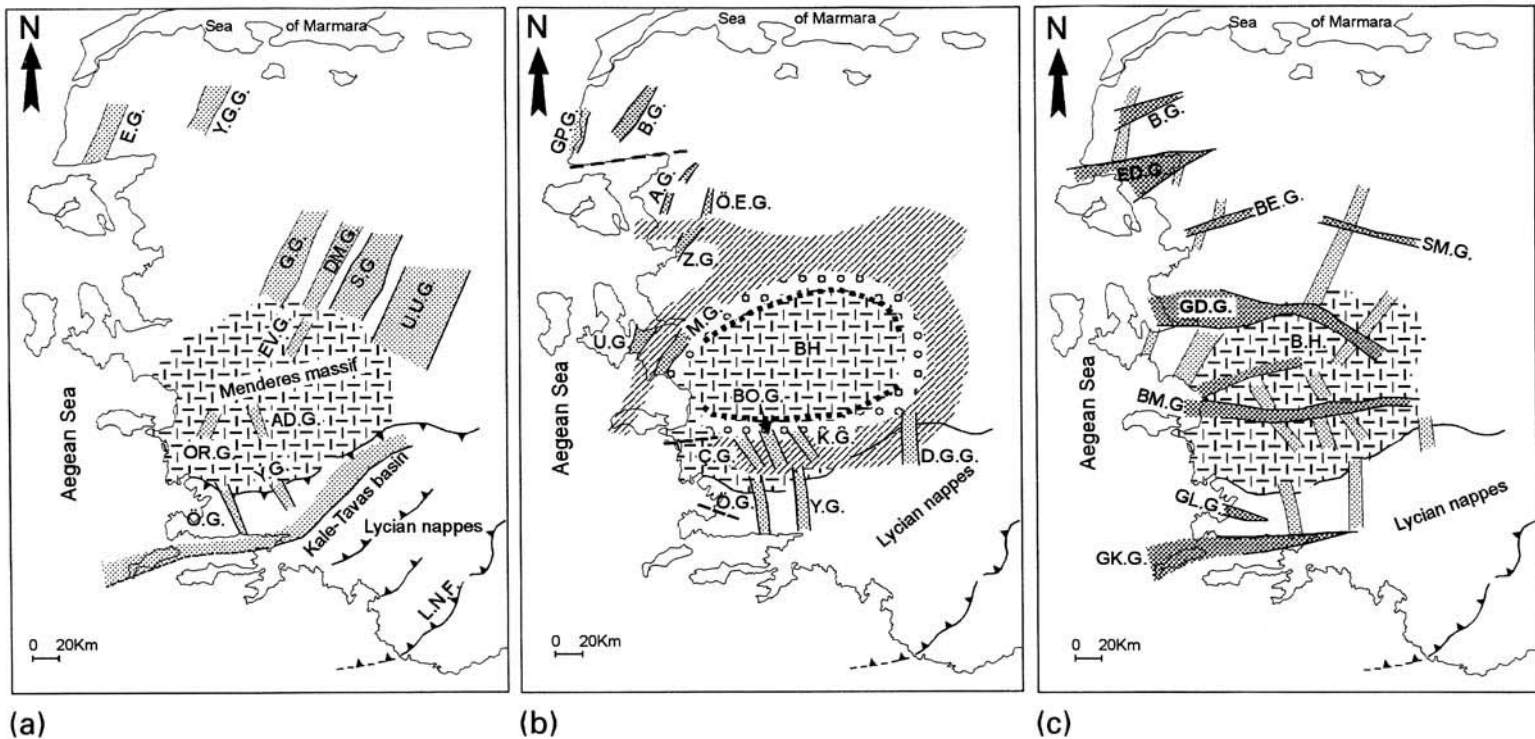 N
Sea of Marmara
E.G.
Y.G.G.
G.G.
DM.G.
S.G.
U.U.G.
EV.G.
Menderes massif
Aegean Sea
AD.G.
OR.G.
Y.G.
Ö.G.
Kale-Tavas basin
Lycian nappes
L.N.F.
0 20Km
(a)
N
Sea of Marmara
GP.G.
B.G.
A.G.
Ö.E.G.
Z.G.
M.G.
U.G.
BH
BO.G.
Aegean Sea
K.G.
Ç.G.
D.G.G.
Ö.G.
Y.G.
Lycian nappes
0 20Km
(b)
N
Sea of Marmara
B.G.
ED.G.
BE.G.
SM.G.
GD.G.
B.H.
Aegean Sea
BM.G
GL.G.
Lycian nappes
GK.G.
0 20Km
(c)